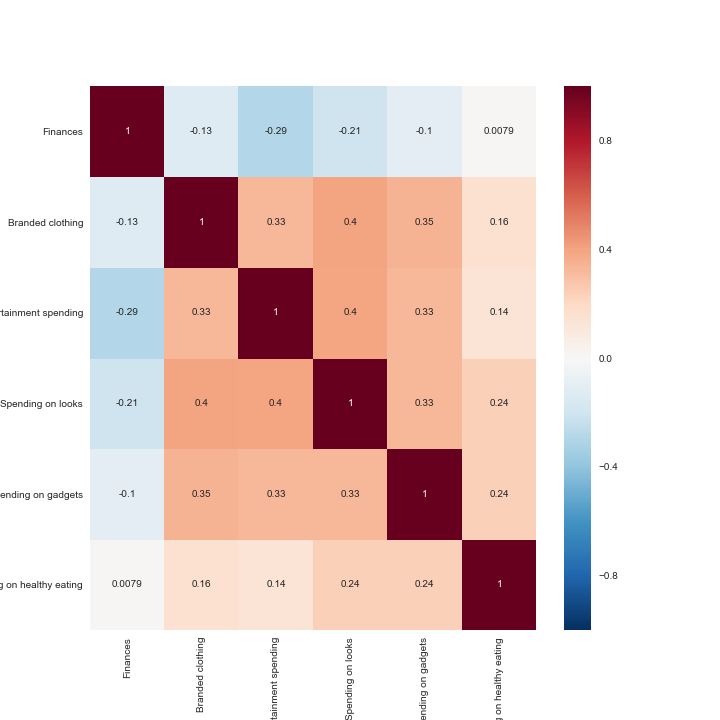 Finances 1 -0.13 -0.29 -0.21 -0.1 0.0079
0.8
Branded clothing -0.13 1 0.33 0.4 0.35 0.16
0.4
rtainment spending -0.29 0.33 1 0.4 0.33 0.14
0.0
Spending on looks -0.21 0.4 0.4 1 0.33 0.24
−0.4
ending on gadgets -0.1 0.35 0.33 0.33 1 0.24
−0.8
g on healthy eating 0.0079 0.16 0.14 0.24 0.24 1
Finances
Branded clothing
tainment spending
Spending on looks
ending on gadgets
g on healthy eating